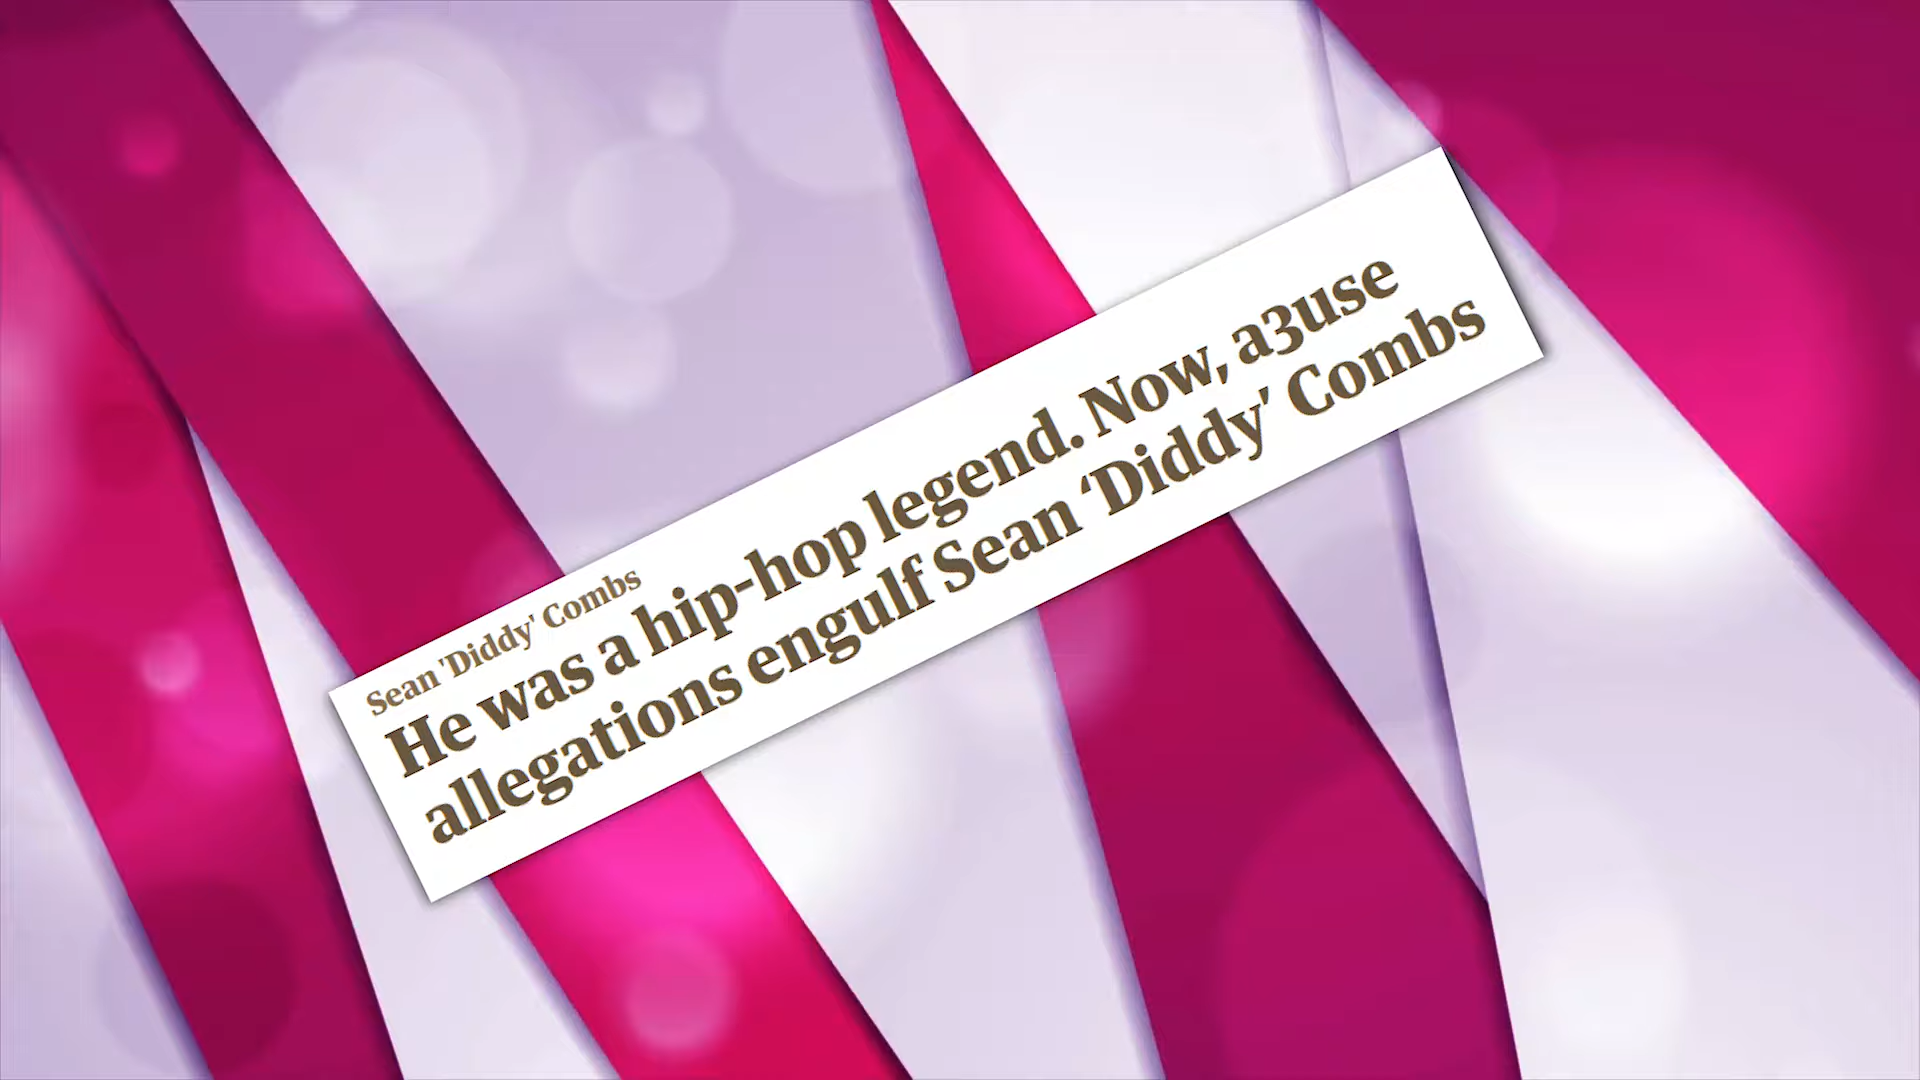 Sean 'Diddy' Combs
He was a hip-hop legend. Now, a3use
allegations engulf Sean ‘Diddy’ Combs